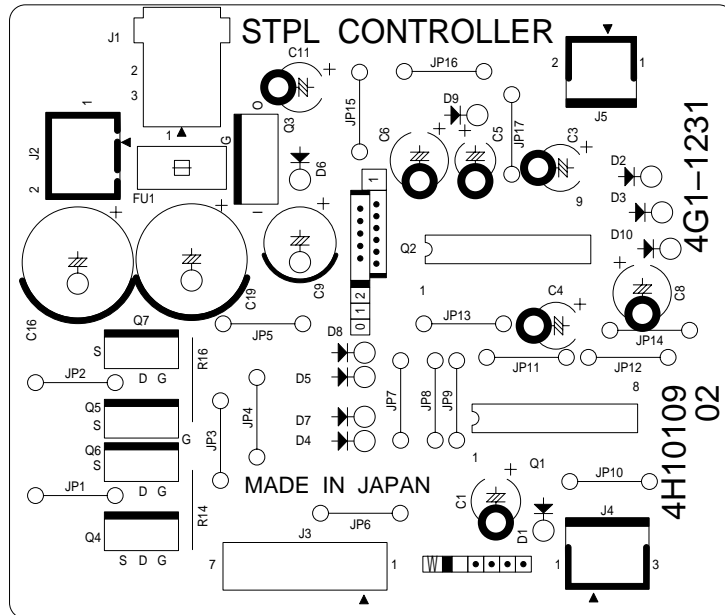 STPL CONTROLLER
J1
2
3
1
C11
O
Q3
G
I
JP15
JP16
D9
JP17
C6
C5
C3
9
2
1
J5
4G1–1231
J2
1
2
FU1
D6
D2
D3
D10
1
Q2
C16
C19
C9
C8
0 1 2
1
C4
Q7
S
D G
R16
JP5
D8
JP13
JP14
JP2
D5
JP7
JP8
JP9
JP11
JP12
Q5
S
G
JP3
JP4
D7
D4
8
4H10109
02
Q6
S
D G
1
Q1
JP1
R14
MADE IN JAPAN
C1
JP10
Q4
S D G
JP6
D1
J4
1
3
7
J3
1
W